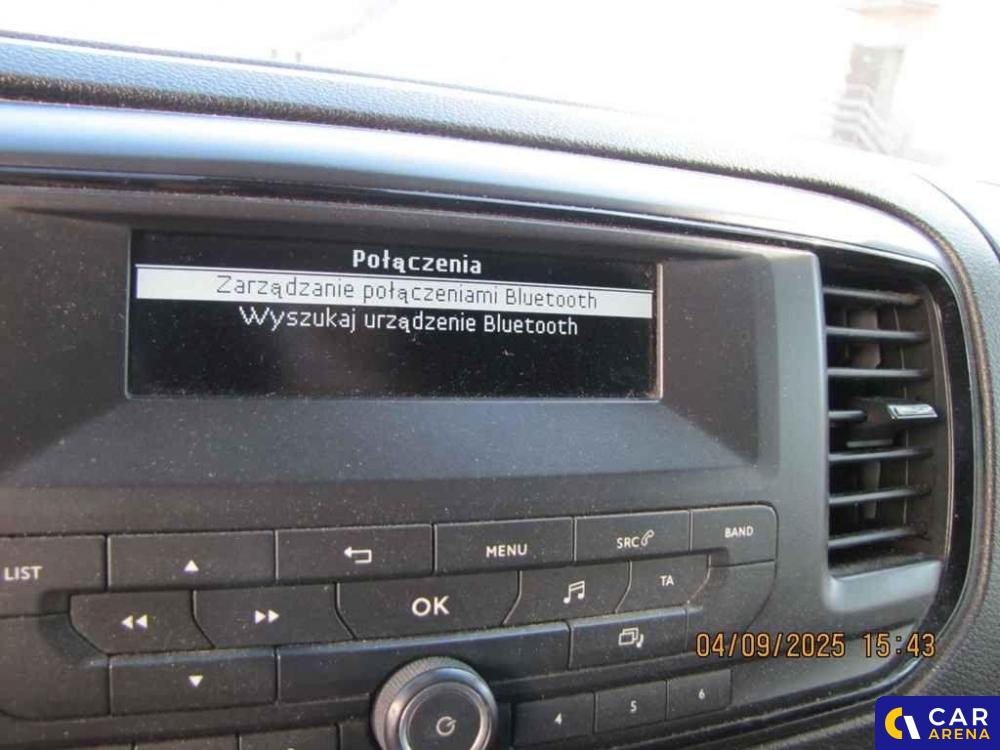 Połączenia
Zarządzanie połączeniami Bluetooth
Wyszukaj urządzenie Bluetooth
LIST
MENU
SRC
BAND
OK
TA
4
5
6
04/09/2025 15:43
CAR
ARENA